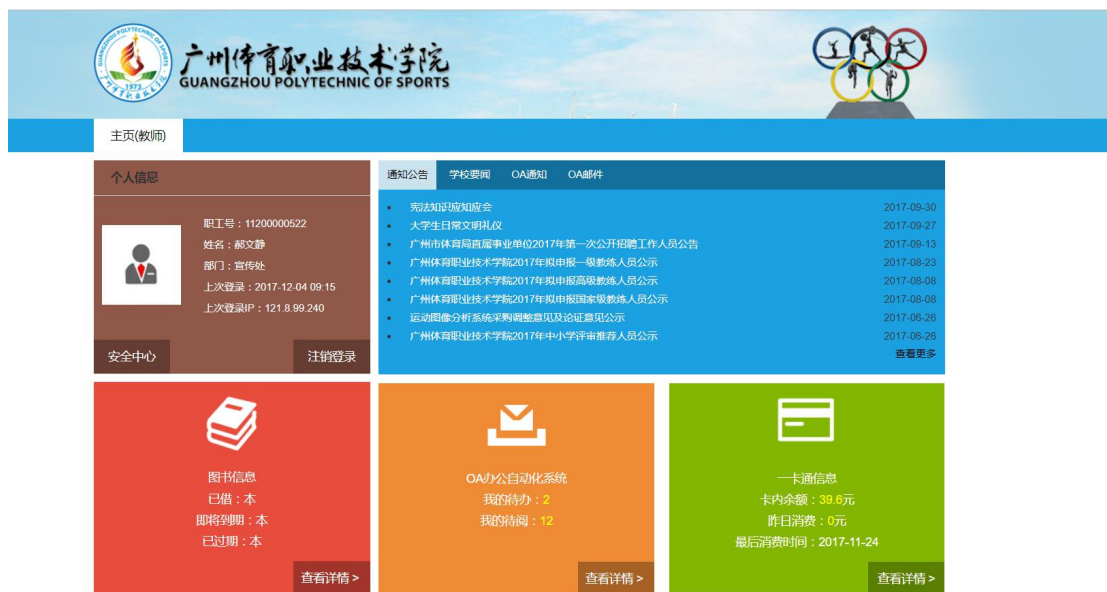 广州体育职业技术学院
GUANGZHOU POLYTECHNIC OF SPORTS
1973
主页(教师)
个人信息
职工号：11200000522
姓名：郝文静
部门：宣传处
上次登录：2017-12-04 09:15
上次登录IP：121.8.99.240
安全中心
注销登录
通知公告 学校要闻 OA通知 OA邮件
宪法知识应知应会 2017-09-30
大学生日常文明礼仪 2017-09-27
广州市体育局直属事业单位2017年第一次公开招聘工作人员公告 2017-09-13
广州体育职业技术学院2017年拟申报一级教练人员公示 2017-08-23
广州体育职业技术学院2017年拟申报高级教练人员公示 2017-08-08
广州体育职业技术学院2017年拟申报国家级教练人员公示 2017-08-08
运动图像分析系统采购调整意见及论证意见公示 2017-06-26
广州体育职业技术学院2017年中小学评审推荐人员公示 2017-06-26
查看更多
图书信息
已借：本
即将到期：本
已过期：本
查看详情 >
OA办公自动化系统
我的待办：2
我的待阅：12
查看详情 >
一卡通信息
卡内余额：39.6元
昨日消费：0元
最后消费时间：2017-11-24
查看详情 >